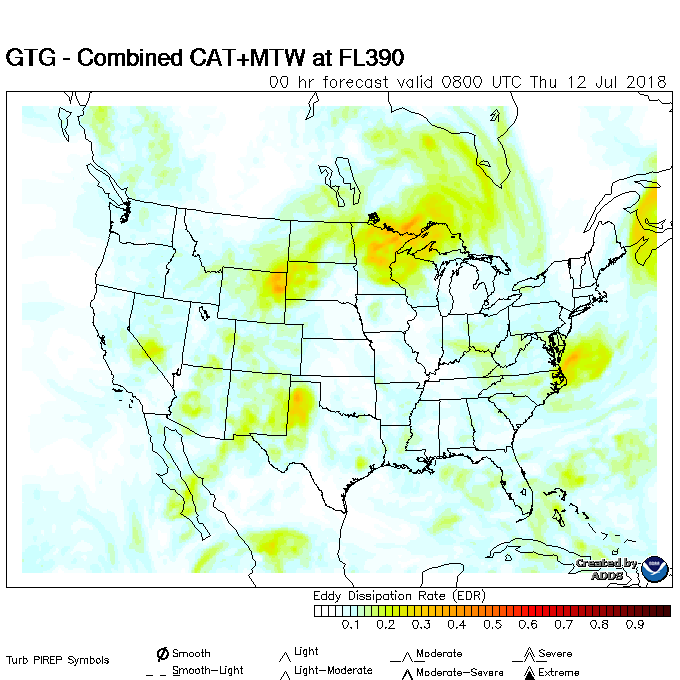 GTG - Combined CAT+MTW at FL390
00 hr forecast valid 0800 UTC Thu 12 Jul 2018
Created by
ADDS
Eddy Dissipation Rate (EDR)
0.1 0.2 0.3 0.4 0.5 0.6 0.7 0.8 0.9
Turb PIREP Symbols
Smooth Light Moderate Severe
Smooth-Light Light-Moderate Moderate-Severe Extreme